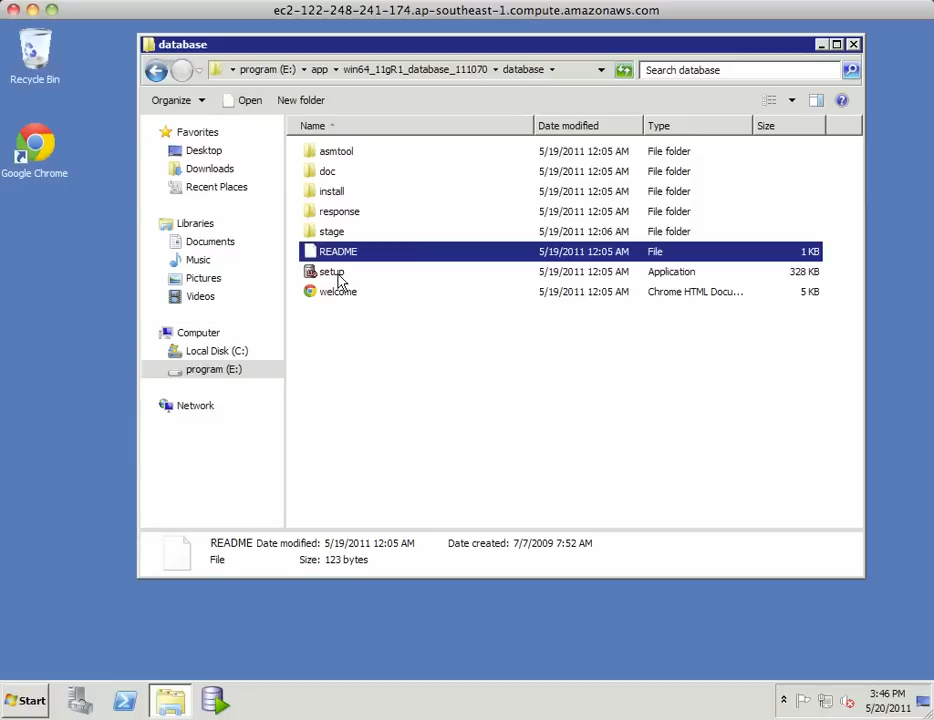 ec2-122-248-241-174.ap-southeast-1.compute.amazonaws.com
Recycle Bin
Google Chrome
database
program (E:) app win64_11gR1_database_111070 database
Search database
Organize Open New folder
Favorites
Desktop
Downloads
Recent Places
Libraries
Documents
Music
Pictures
Videos
Computer
Local Disk (C:)
program (E:)
Network
Name Date modified Type Size
asmtool 5/19/2011 12:05 AM File folder
doc 5/19/2011 12:05 AM File folder
install 5/19/2011 12:05 AM File folder
response 5/19/2011 12:05 AM File folder
stage 5/19/2011 12:06 AM File folder
README 5/19/2011 12:05 AM File 1 KB
setup 5/19/2011 12:05 AM Application 328 KB
welcome 5/19/2011 12:05 AM Chrome HTML Docu... 5 KB
README Date modified: 5/19/2011 12:05 AM Date created: 7/7/2009 7:52 AM
File Size: 123 bytes
Start
3:46 PM
5/20/2011